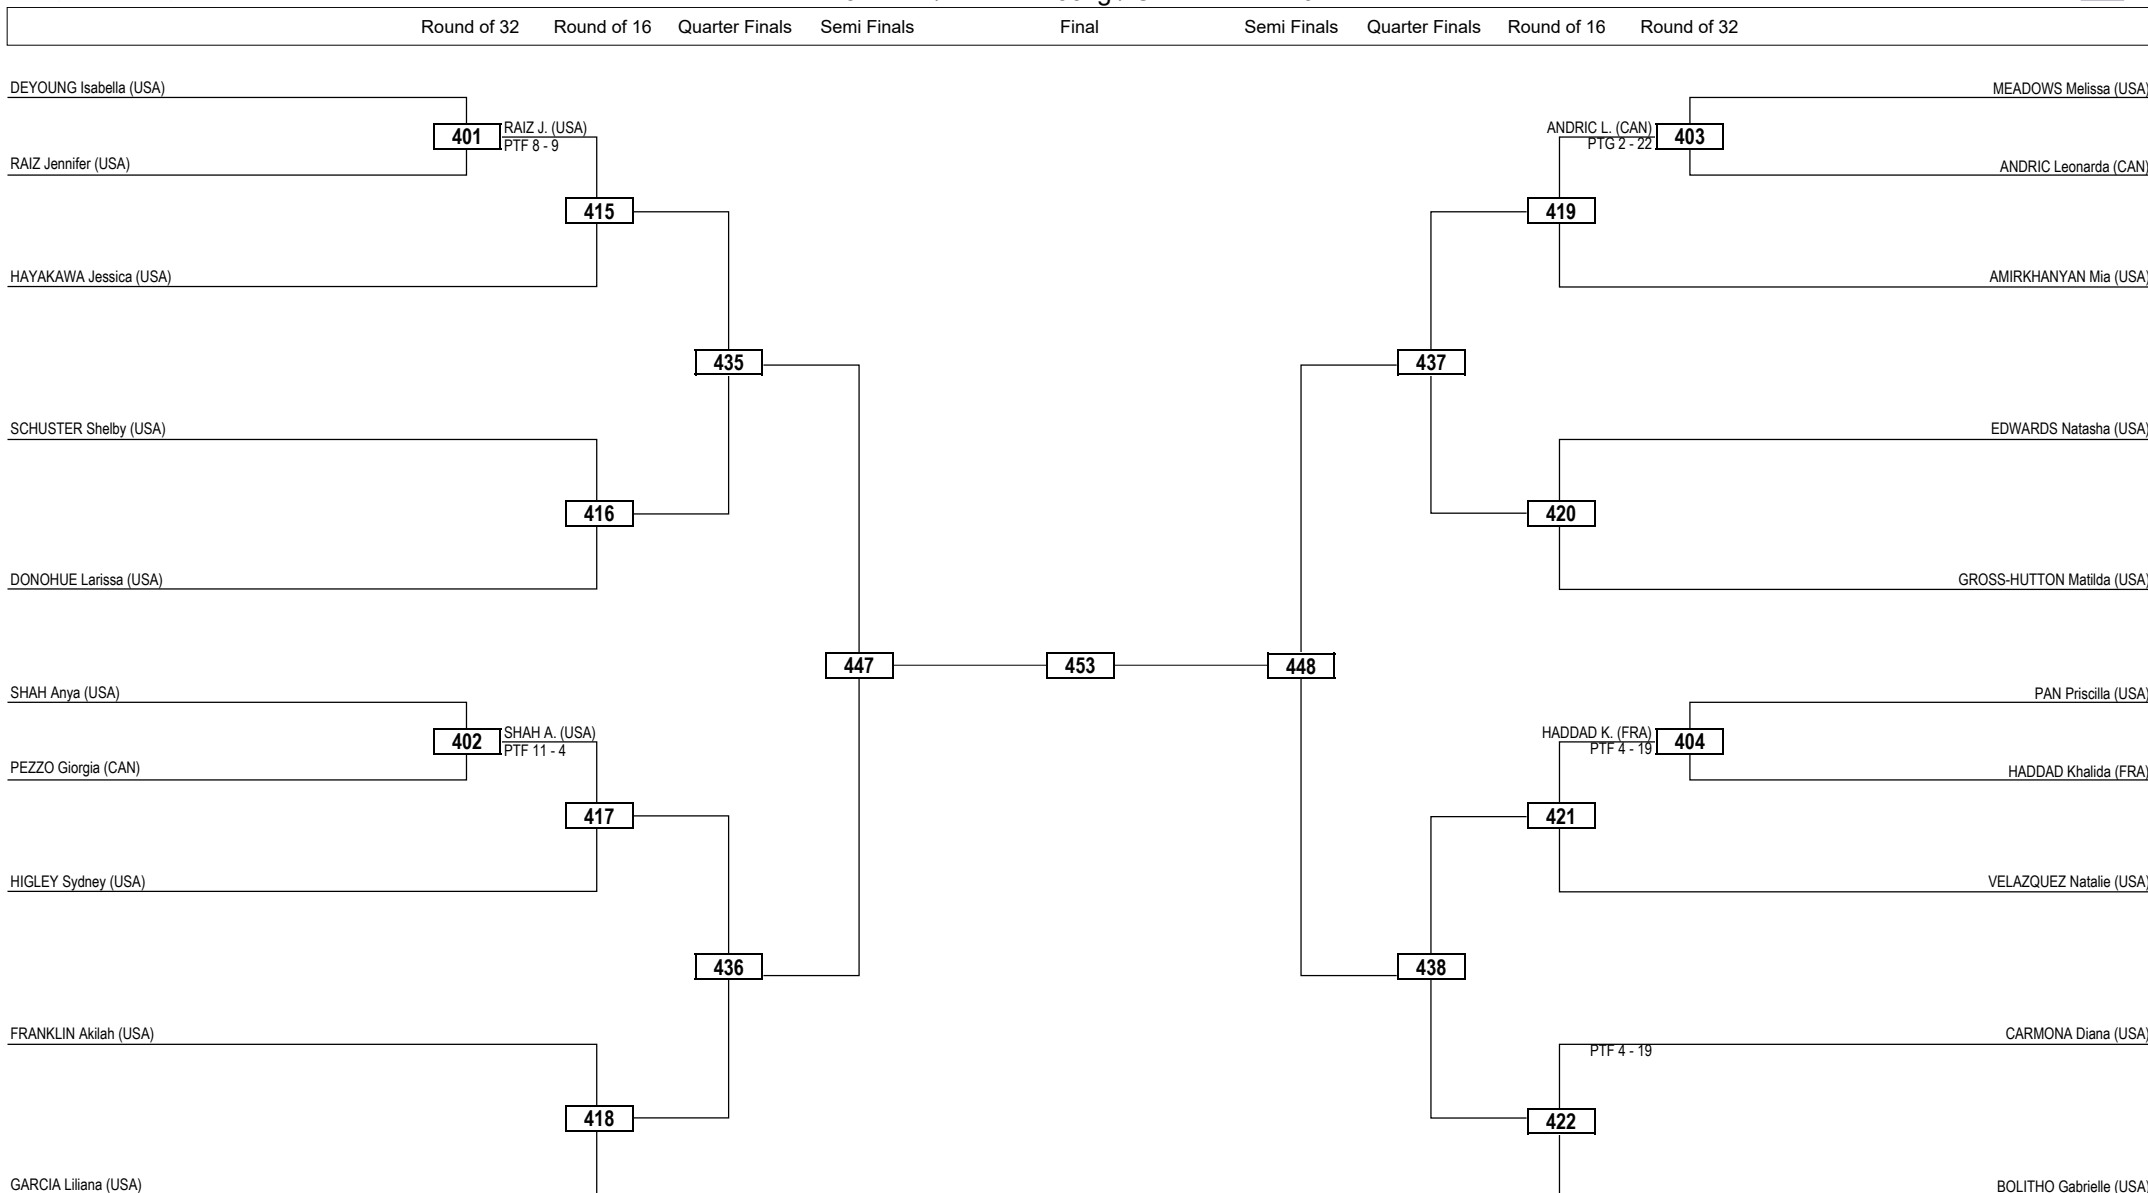 Round of 32 Round of 16 Quarter Finals Semi Finals Final Semi Finals Quarter Finals Round of 16 Round of 32
DEYOUNG Isabella (USA) MEADOWS Melissa (USA)
401 RAIZ J. (USA) ANDRIC L. (CAN) 403
PTF 8 - 9 PTG 2 - 22
RAIZ Jennifer (USA) ANDRIC Leonarda (CAN)
415 419
HAYAKAWA Jessica (USA) AMIRKHANYAN Mia (USA)
435 437
SCHUSTER Shelby (USA) EDWARDS Natasha (USA)
416 420
DONOHUE Larissa (USA) GROSS-HUTTON Matilda (USA)
447 453 448
SHAH Anya (USA) PAN Priscilla (USA)
402 SHAH A. (USA) HADDAD K. (FRA) 404
PTF 11 - 4 PTF 4 - 19
PEZZO Giorgia (CAN) HADDAD Khalida (FRA)
417 421
HIGLEY Sydney (USA) VELAZQUEZ Natalie (USA)
436 438
FRANKLIN Akilah (USA) CARMONA Diana (USA)
PTF 4 - 19
418 422
GARCIA Liliana (USA) BOLITHO Gabrielle (USA)